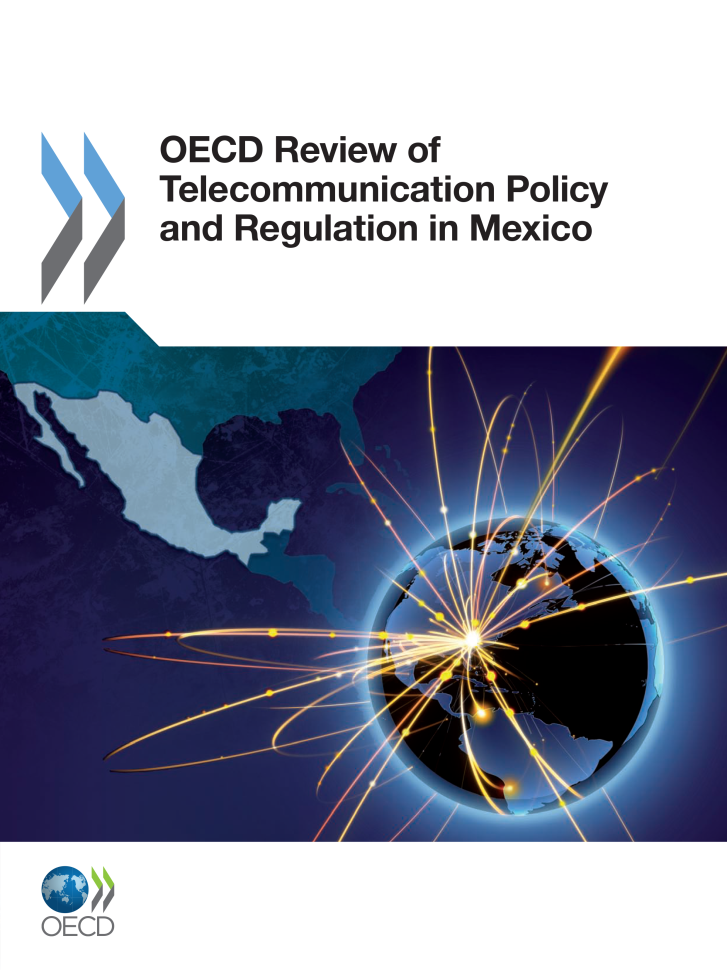 OECD Review of
Telecommunication Policy
and Regulation in Mexico
OECD